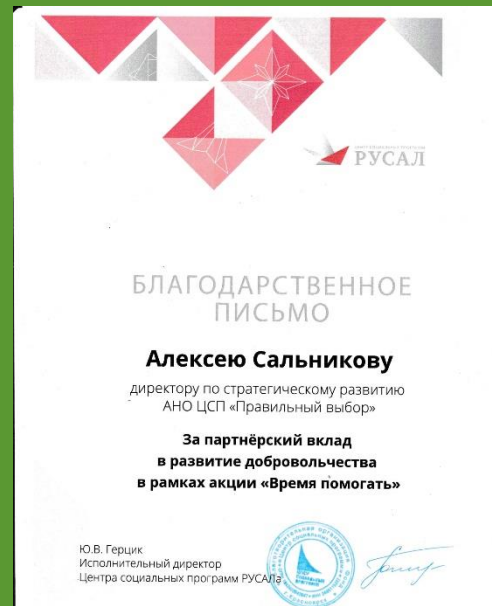 РУСАЛ
БЛАГОДАРСТВЕННОЕ
ПИСЬМО
Алексею Сальникову
директору по стратегическому развитию
АНО ЦСП «Правильный выбор»
За партнёрский вклад
в развитие добровольчества
в рамках акции «Время помогать»
Ю.В. Герцик
Исполнительный директор
Центра социальных программ РУСАЛа